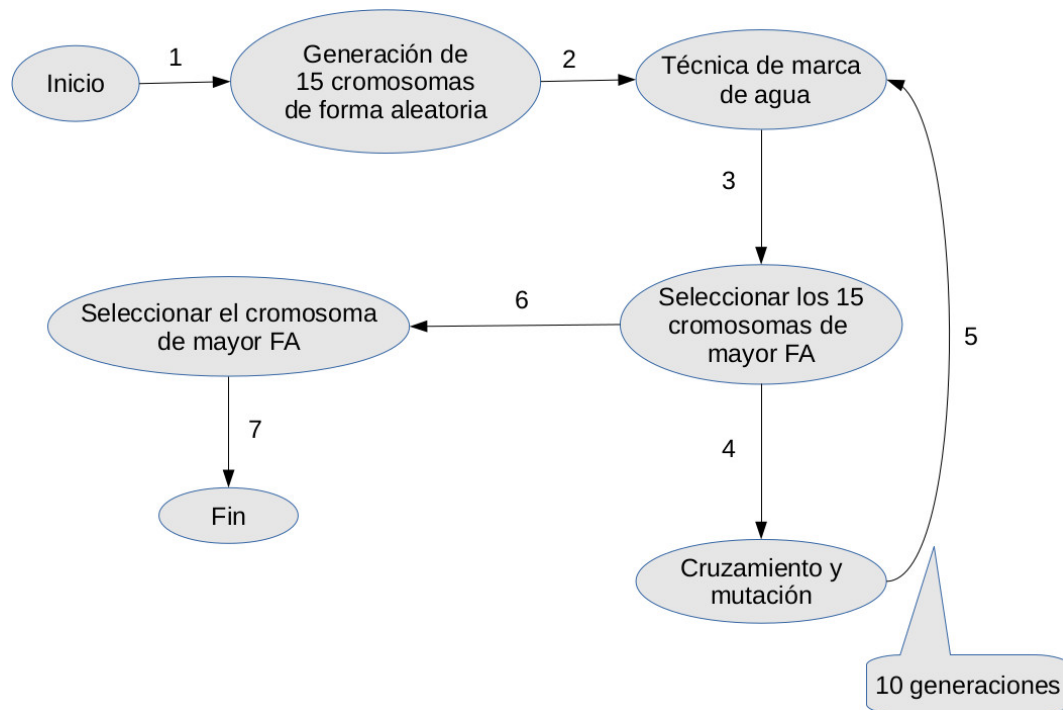 Inicio
1
Generación de
15 cromosomas
de forma aleatoria
2
Técnica de marca
de agua
3
Seleccionar los 15
cromosomas de
mayor FA
4
Cruzamiento y
mutación
5
10 generaciones
6
Seleccionar el cromosoma
de mayor FA
7
Fin